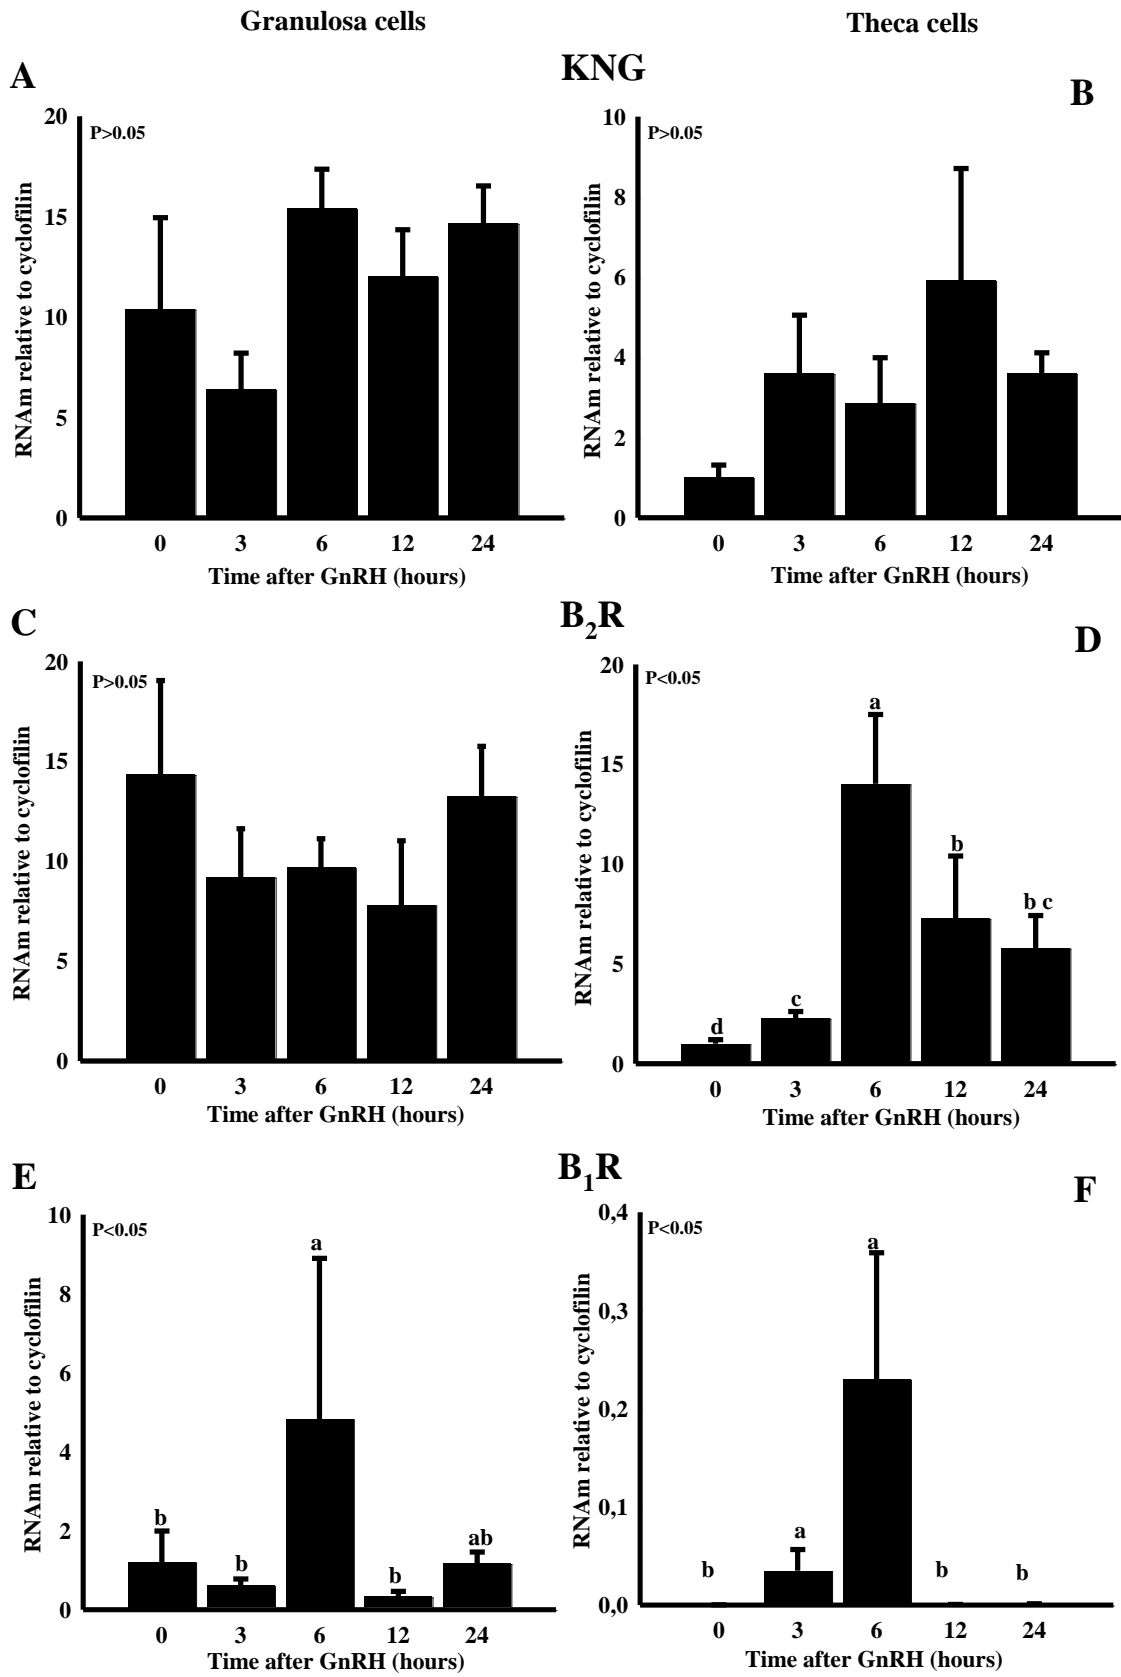 Granulosa cells
Theca cells
KNG
A
20
15
10
5
0
P>0.05
RNAm relative to cyclofilin
0 3 6 12 24
Time after GnRH (hours)
B
10
8
6
4
2
0
P>0.05
RNAm relative to cyclofilin
0 3 6 12 24
Time after GnRH (hours)
B₂R
C
20
15
10
5
0
P>0.05
RNAm relative to cyclofilin
0 3 6 12 24
Time after GnRH (hours)
D
20
15
10
5
0
P<0.05
RNAm relative to cyclofilin
d c a b b c
0 3 6 12 24
Time after GnRH (hours)
B₁R
E
10
8
6
4
2
0
P<0.05
RNAm relative to cyclofilin
b b a b ab
0 3 6 12 24
Time after GnRH (hours)
F
0,4
0,3
0,2
0,1
0,0
P<0.05
RNAm relative to cyclofilin
b a a b b
0 3 6 12 24
Time after GnRH (hours)